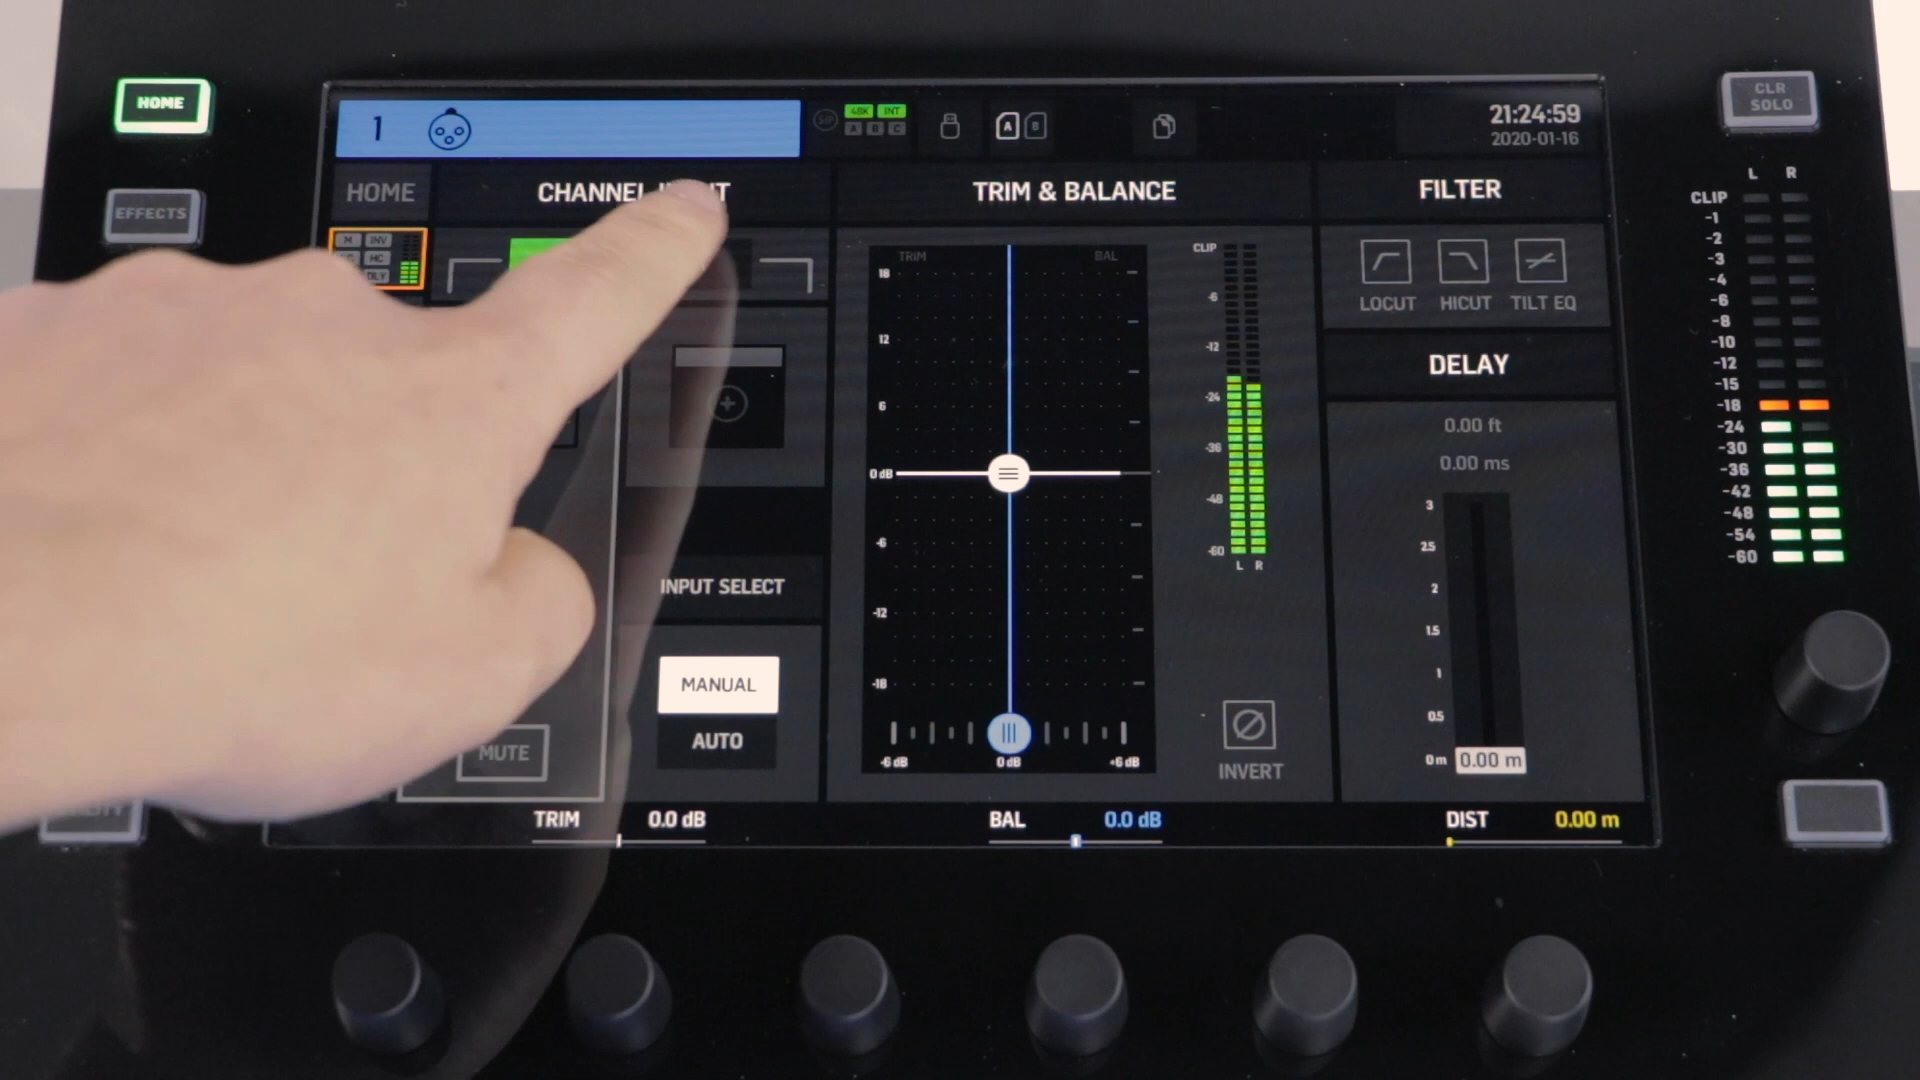 HOME
EFFECTS
CLR
SOLO
1
48K INT
A B C
A B
21:24:59
2020-01-16
HOME
CHANNEL
TRIM & BALANCE
FILTER
M INV
HC
DLY
INPUT SELECT
MANUAL
AUTO
MUTE
TRIM BAL
18
12
6
0 dB
-6
-12
-18
-6 dB 0 dB +6 dB
CLIP
-6
-12
-24
-36
-48
-60
L R
INVERT
LOCUT HICUT TILT EQ
DELAY
0.00 ft
0.00 ms
3
2.5
2
1.5
1
0.5
0 m 0.00 m
TRIM 0.0 dB
BAL 0.0 dB
DIST 0.00 m
L R
CLIP
-1
-2
-3
-4
-6
-8
-10
-12
-15
-18
-24
-30
-36
-42
-48
-54
-60